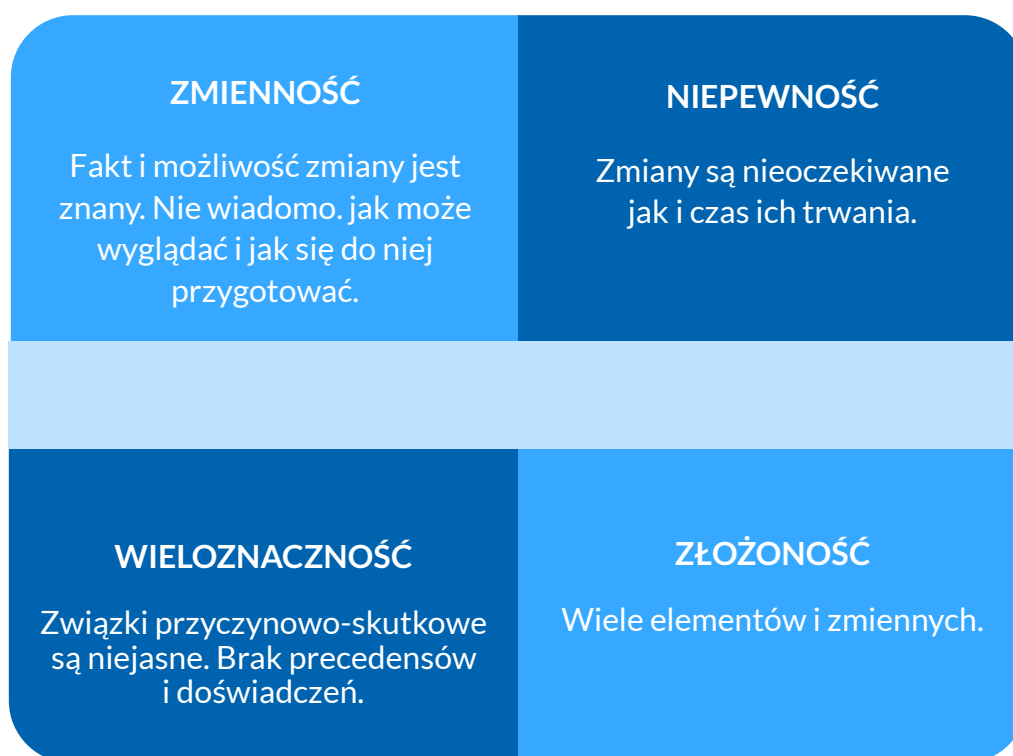 ZMIENNOŚĆ
Fakt i możliwość zmiany jest
znany. Nie wiadomo. jak może
wyglądać i jak się do niej
przygotować.
NIEPEWNOŚĆ
Zmiany są nieoczekiwane
jak i czas ich trwania.
WIELOZNACZNOŚĆ
Związki przyczynowo-skutkowe
są niejasne. Brak precedensów
i doświadczeń.
ZŁOŻONOŚĆ
Wiele elementów i zmiennych.